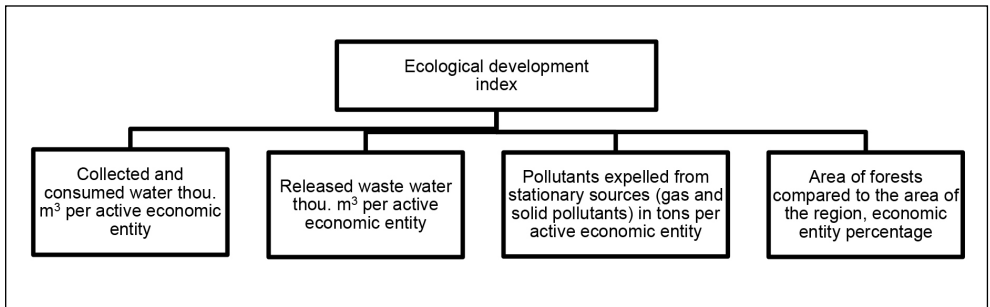 Ecological development
index
Collected and
consumed water thou.
m³ per active economic
entity
Released waste water
thou. m³ per active
economic entity
Pollutants expelled from
stationary sources (gas and
solid pollutants) in tons per
active economic entity
Area of forests
compared to the area of
the region, economic
entity percentage